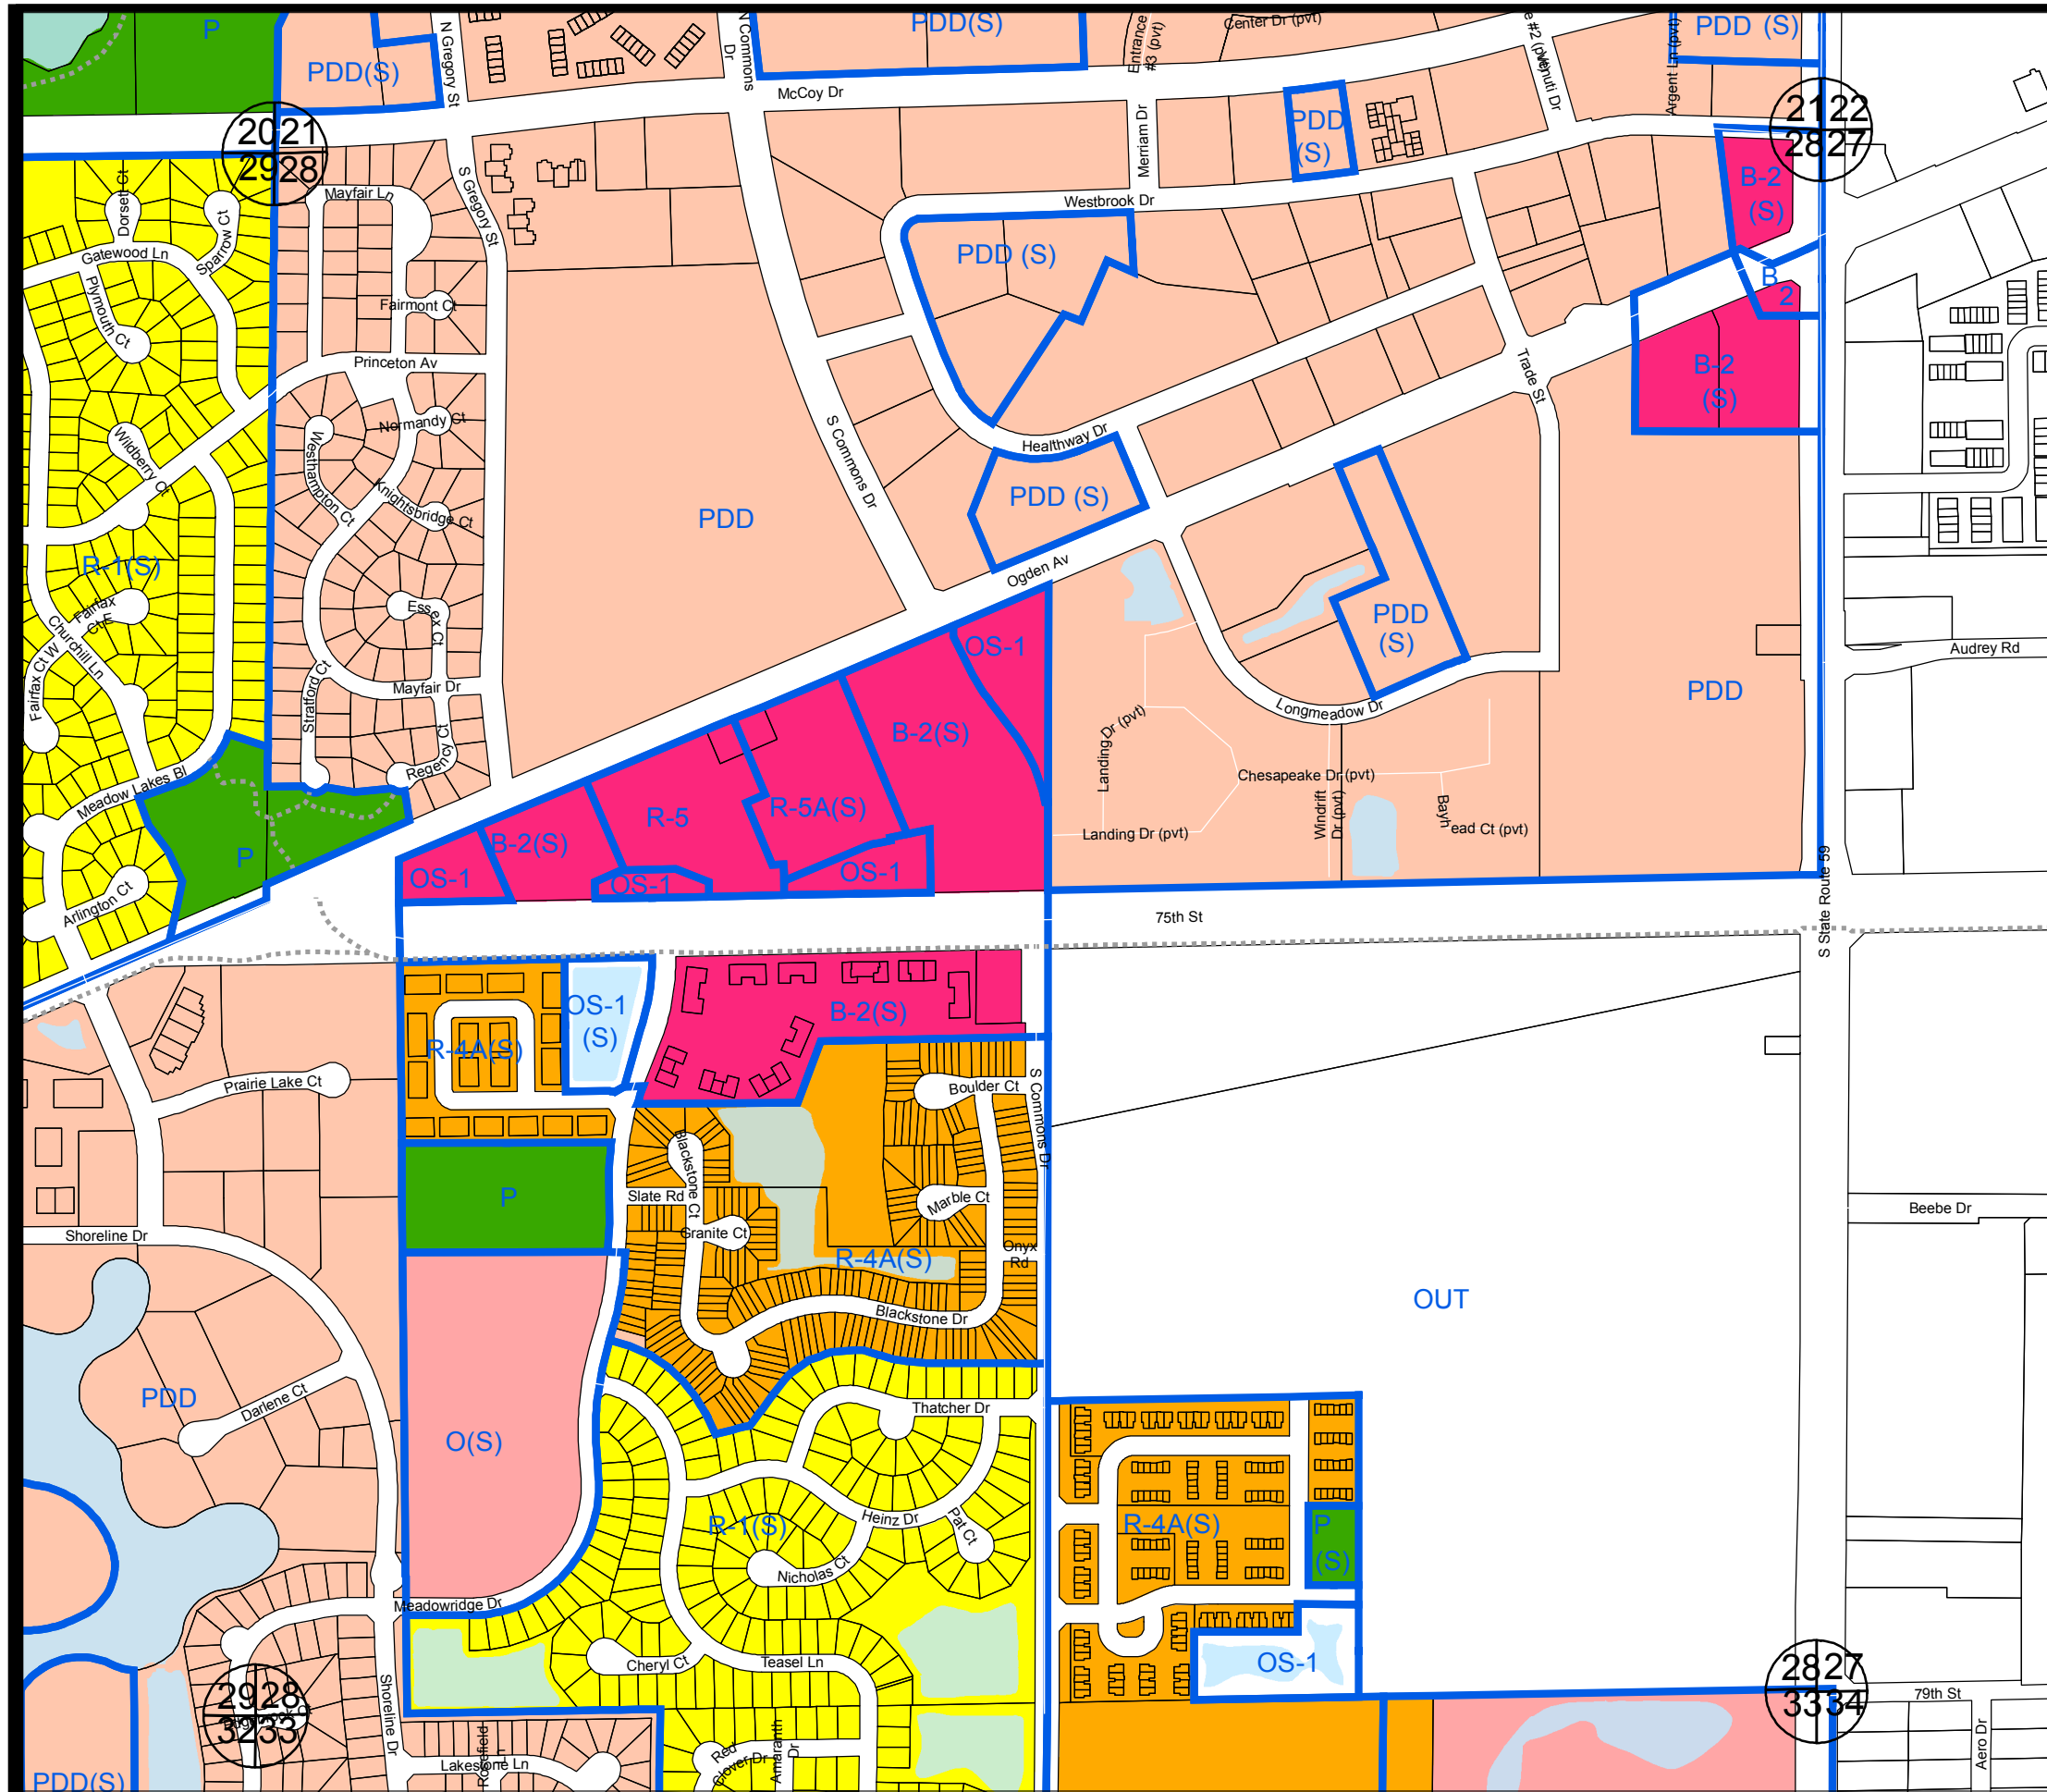 P
PDD(S)
N Gregory St
N Commons
Dr
PDD(S)
Entrance
#3 (pvt)
Center Dr (pvt)
Venuti Dr
Argent Ln (pvt)
PDD (S)
McCoy Dr
Merriam Dr
PDD
(S)
2021
2928
2122
2827
Dorsett Ct
Sparrow Ct
Gatewood Ln
Plymouth Ct
Mayfair Ln
S Gregory St
Westbrook Dr
B-2
(S)
PDD (S)
B
2
Fairmont Ct
Princeton Av
Trade St
B-2
(S)
Normandy Ct
Westhampton Ct
Knightsbridge Ct
Wildberry Ct
S Commons Dr
Healthway Dr
PDD (S)
PDD
Ogden Av
R-1(S)
Fairfax
Ct E
Churchill Ln
Fairfax Ct W
Essex Ct
Stratford Ct
Mayfair Dr
Regency Ct
OS-1
PDD
(S)
Audrey Rd
PDD
Longmeadow Dr
Landing Dr (pvt)
B-2(S)
Chesapeake Dr (pvt)
Windrift
Dr (pvt)
Bayhead Ct (pvt)
Landing Dr (pvt)
Meadow Lakes Bl
R-5
R-5A(S)
B-2(S)
OS-1
OS-1
OS-1
P
Arlington Ct
75th St
S State Route 59
OS-1
(S)
B-2(S)
R-4A(S)
Prairie Lake Ct
Boulder Ct
S Commons Dr
Blackstone Ct
P
Slate Rd
Marble Ct
Granite Ct
Onyx
Rd
R-4A(S)
Shoreline Dr
Blackstone Dr
Beebe Dr
OUT
PDD
Darlene Ct
Thatcher Dr
O(S)
R-1(S)
Heinz Dr
Pat Ct
Nicholas Ct
R-4A(S)
P
(S)
Meadowridge Dr
Cheryl Ct
Teasel Ln
OS-1
2928
3233
2827
3334
79th St
Aero Dr
Shoreline Dr
Lakestone Ln
Red
Clover Dr
Amaranth
Dr
PDD(S)